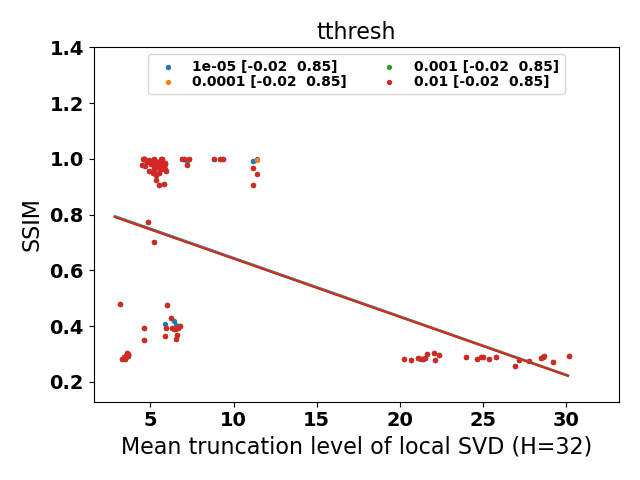 tthresh
1e-05 [-0.02  0.85]
0.0001 [-0.02  0.85]
0.001 [-0.02  0.85]
0.01 [-0.02  0.85]
1.4
1.2
1.0
0.8
0.6
0.4
0.2
SSIM
5 10 15 20 25 30
Mean truncation level of local SVD (H=32)